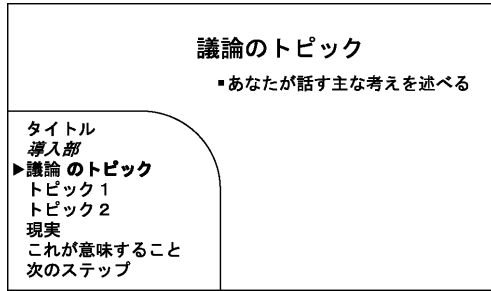 議論のトピック
▪あなたが話す主な考えを述べる
タイトル
導入部
▶議論 のトピック
トピック1
トピック2
現実
これが意味すること
次のステップ